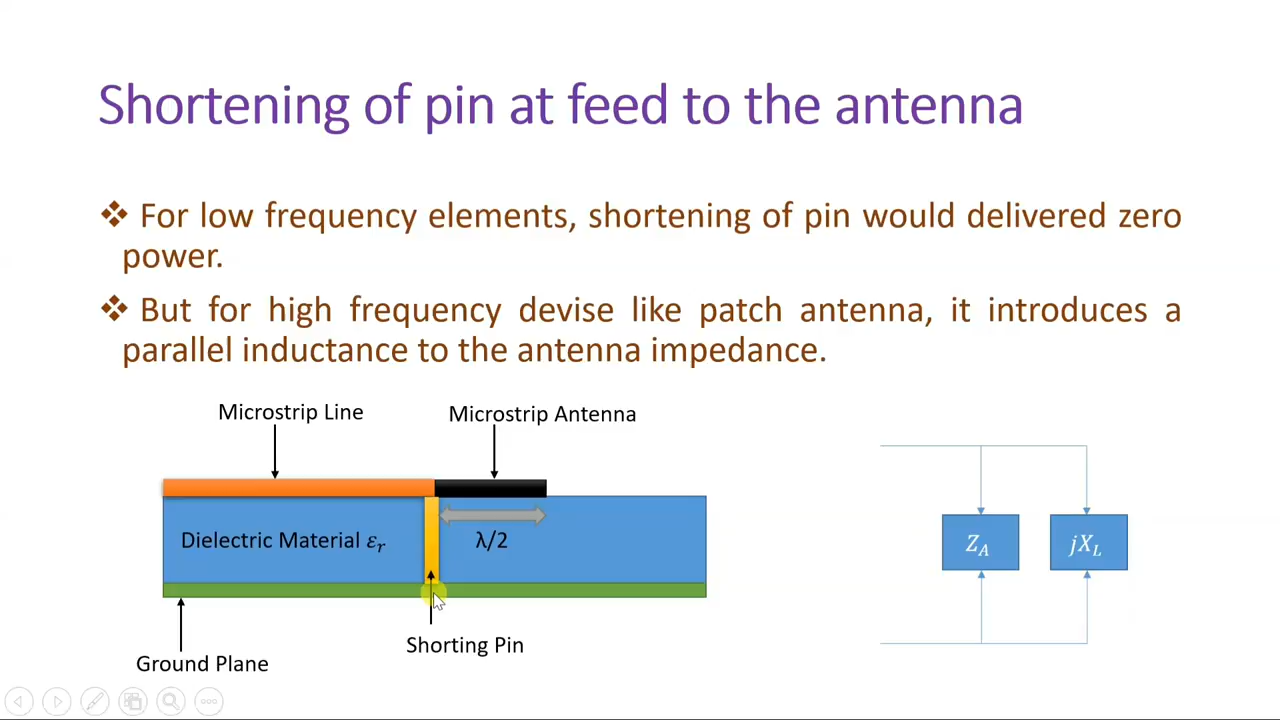 Shortening of pin at feed to the antenna
❖ For low frequency elements, shortening of pin would delivered zero
power.
❖ But for high frequency devise like patch antenna, it introduces a
parallel inductance to the antenna impedance.
Microstrip Line
Microstrip Antenna
Dielectric Material εr
λ/2
ZA
jXL
Shorting Pin
Ground Plane